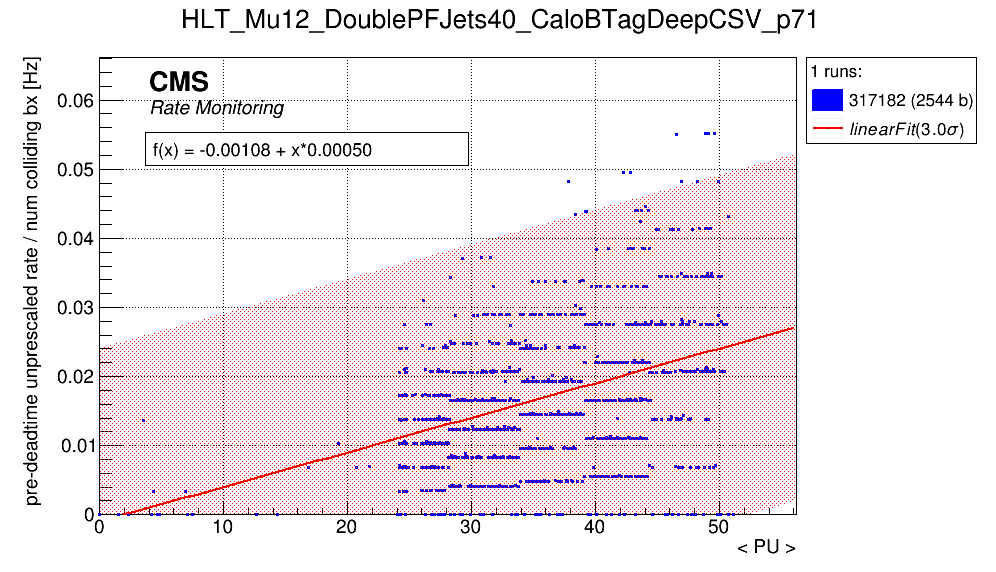 HLT_Mu12_DoublePFJets40_CaloBTagDeepCSV_p71
CMS
Rate Monitoring
f(x) = -0.00108 + x*0.00050
1 runs:
317182 (2544 b)
linearFit(3.0σ)
pre-deadtime unprescaled rate / num colliding bx [Hz]
0.06
0.05
0.04
0.03
0.02
0.01
0
0 10 20 30 40 50
< PU >